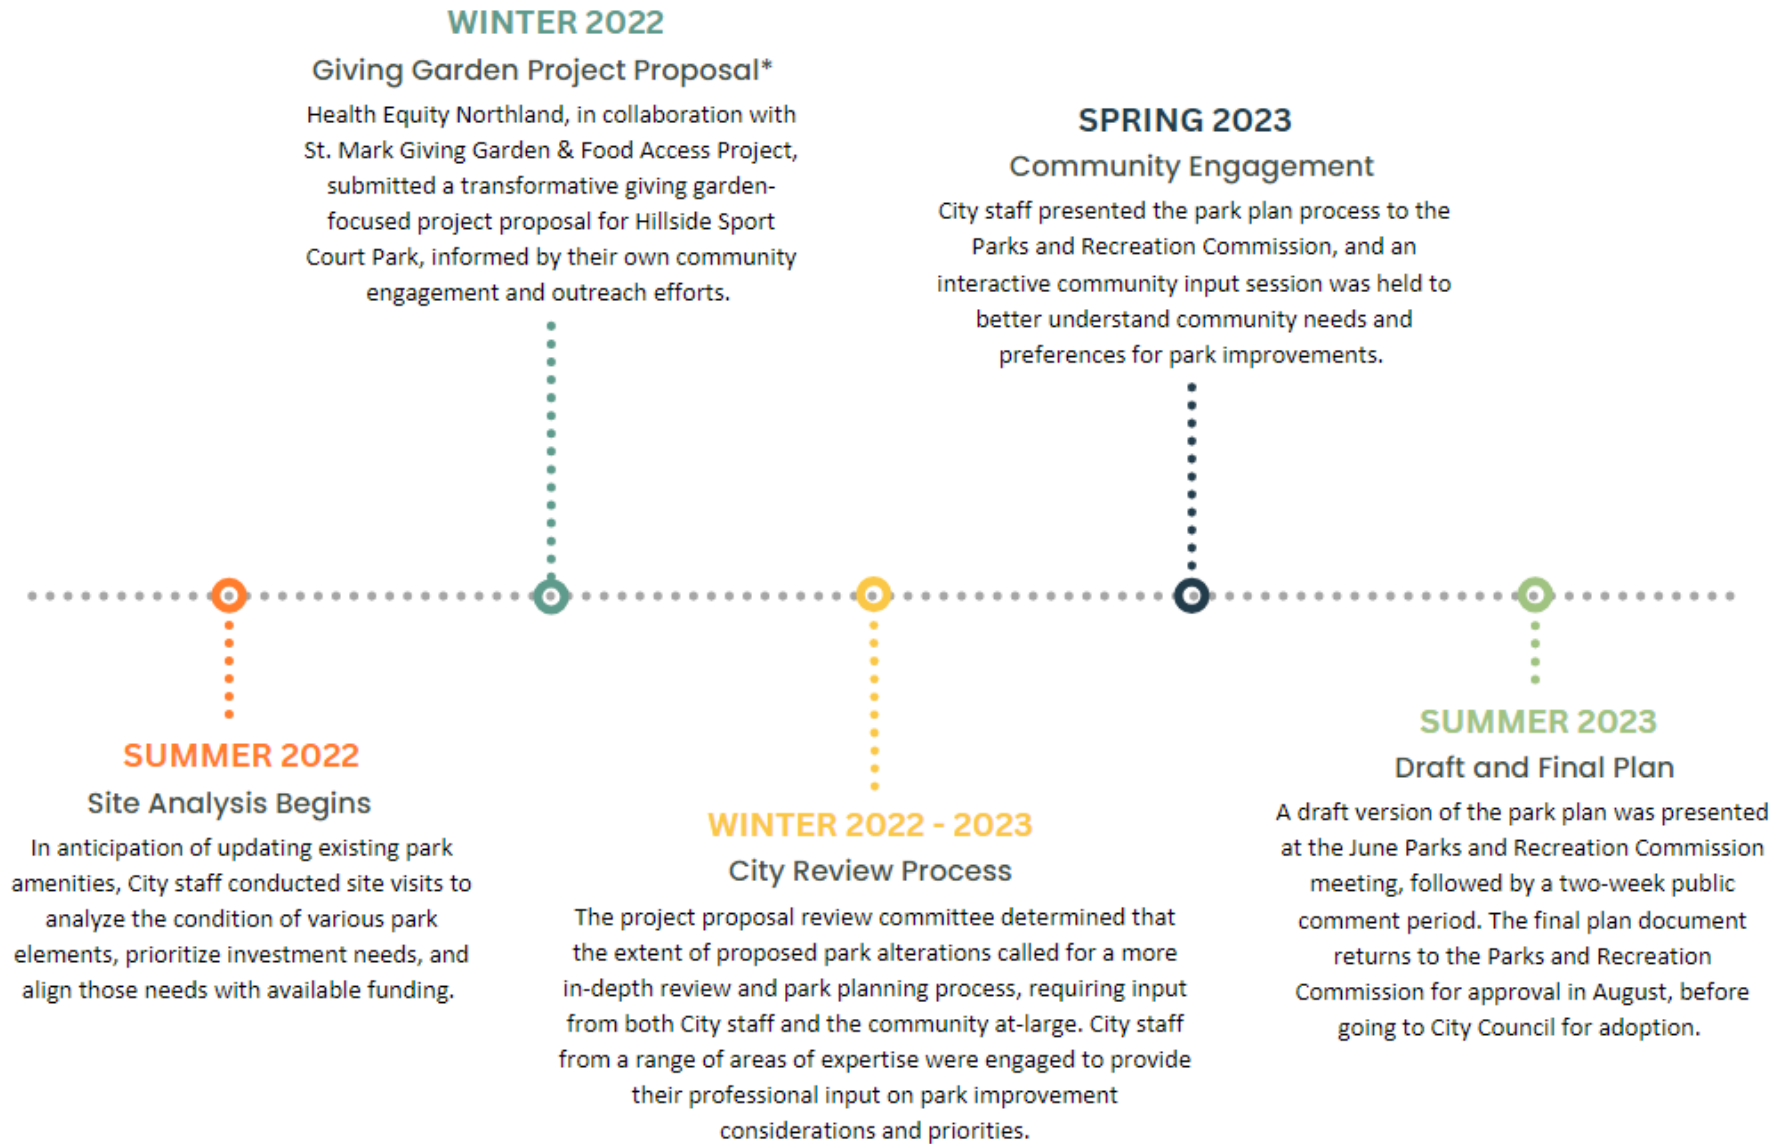 WINTER 2022
Giving Garden Project Proposal*
Health Equity Northland, in collaboration with
St. Mark Giving Garden & Food Access Project,
submitted a transformative giving garden-
focused project proposal for Hillside Sport
Court Park, informed by their own community
engagement and outreach efforts.
SPRING 2023
Community Engagement
City staff presented the park plan process to the
Parks and Recreation Commission, and an
interactive community input session was held to
better understand community needs and
preferences for park improvements.
SUMMER 2022
Site Analysis Begins
In anticipation of updating existing park
amenities, City staff conducted site visits to
analyze the condition of various park
elements, prioritize investment needs, and
align those needs with available funding.
WINTER 2022 - 2023
City Review Process
The project proposal review committee determined that
the extent of proposed park alterations called for a more
in-depth review and park planning process, requiring input
from both City staff and the community at-large. City staff
from a range of areas of expertise were engaged to provide
their professional input on park improvement
considerations and priorities.
SUMMER 2023
Draft and Final Plan
A draft version of the park plan was presented
at the June Parks and Recreation Commission
meeting, followed by a two-week public
comment period. The final plan document
returns to the Parks and Recreation
Commission for approval in August, before
going to City Council for adoption.